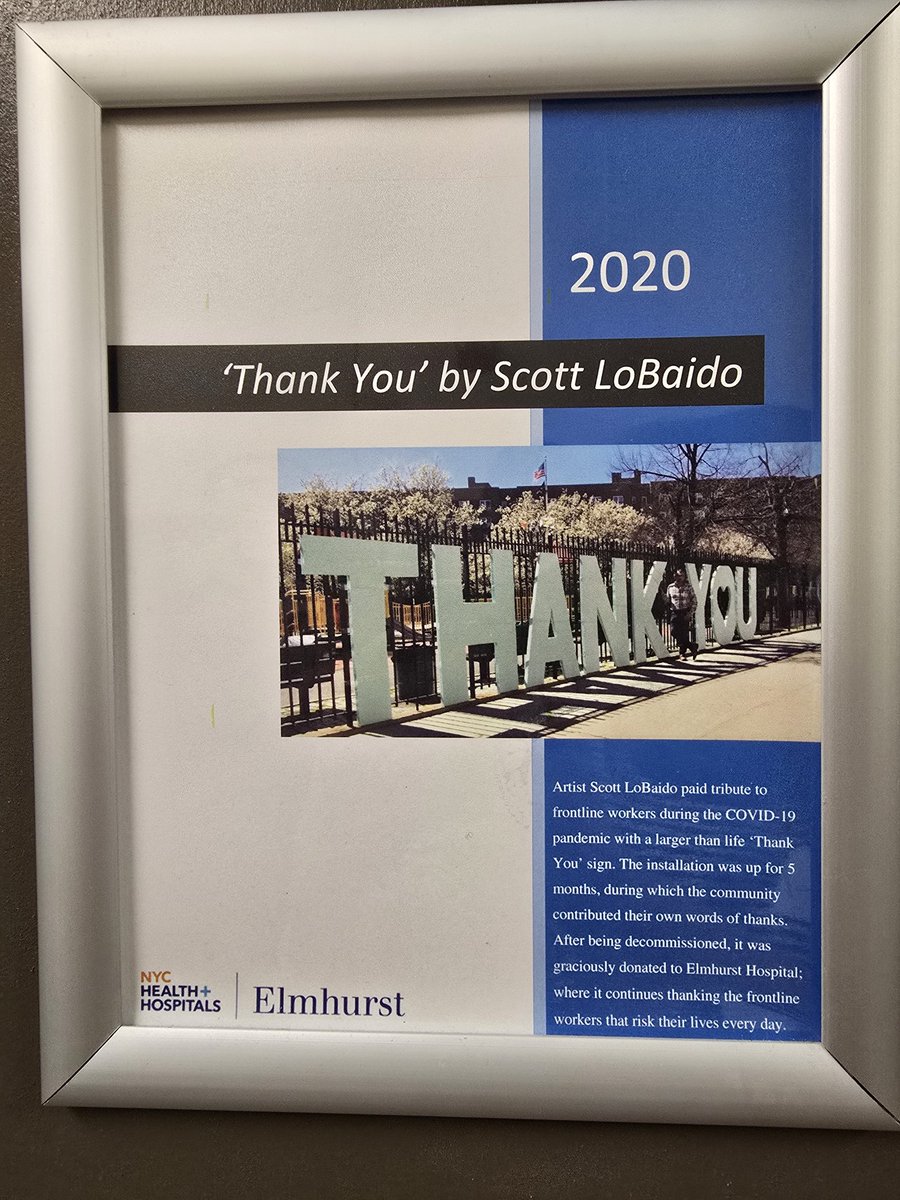 2020
‘Thank You’ by Scott LoBaido
THANK YOU
Artist Scott LoBaido paid tribute to
frontline workers during the COVID-19
pandemic with a larger than life ‘Thank
You’ sign. The installation was up for 5
months, during which the community
contributed their own words of thanks.
After being decommissioned, it was
graciously donated to Elmhurst Hospital;
where it continues thanking the frontline
workers that risk their lives every day.
NYC
HEALTH+
HOSPITALS
Elmhurst